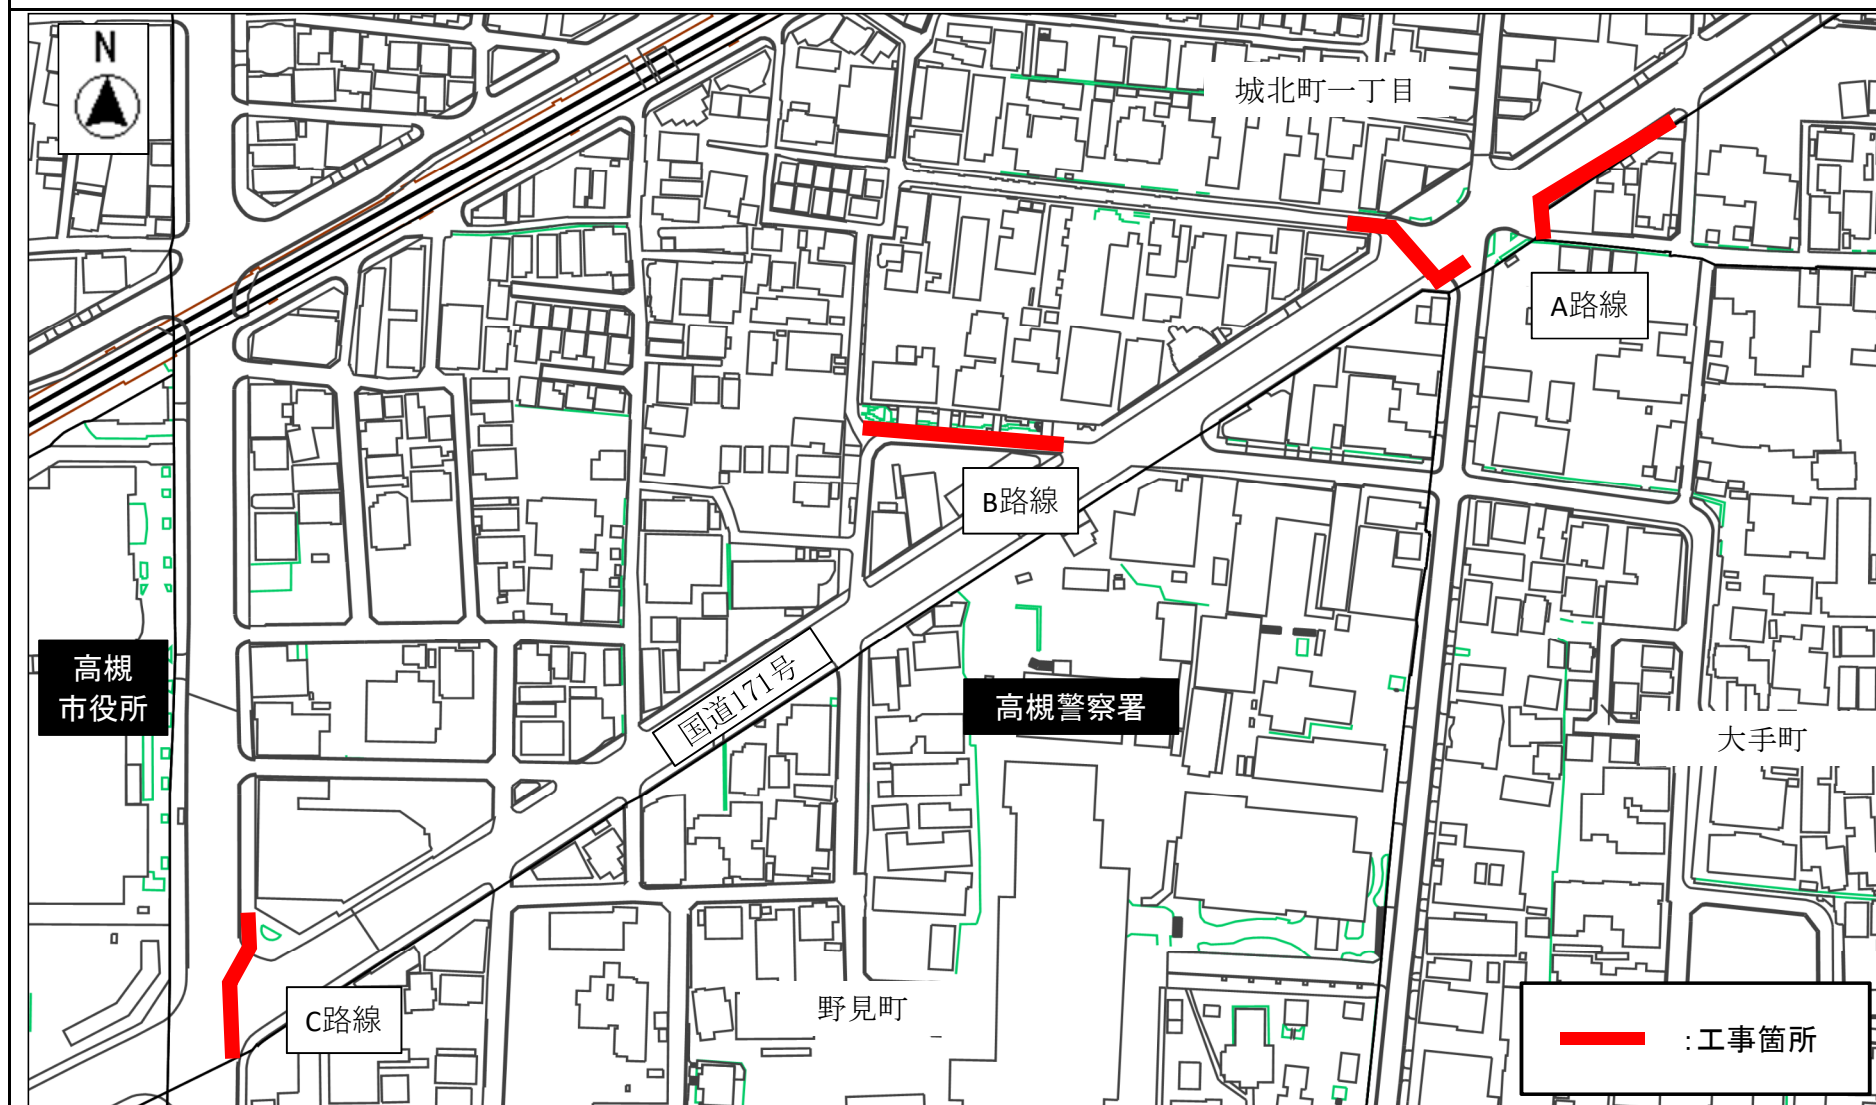 N
城北町一丁目
A路線
B路線
高槻
市役所
国道171号
高槻警察署
大手町
野見町
C路線
:工事箇所